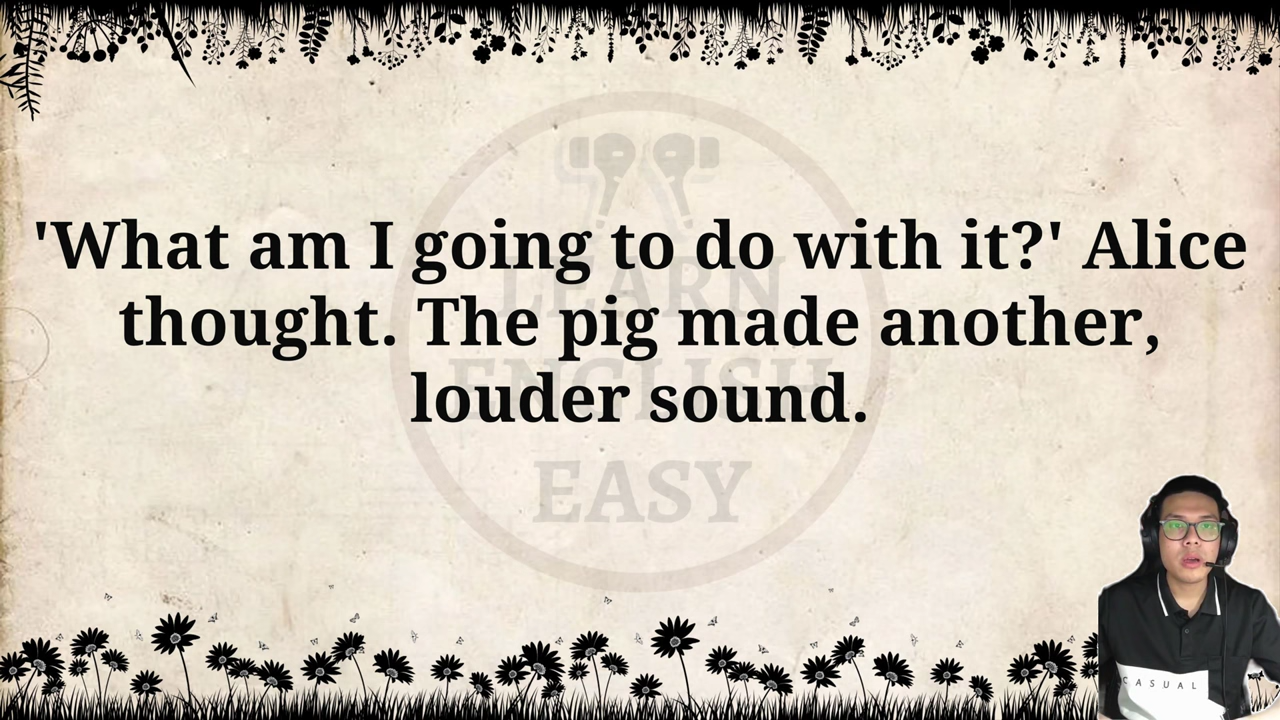 'What am I going to do with it?' Alice
thought. The pig made another,
louder sound.
LEARN
ENGLISH
EASY
CASUAL